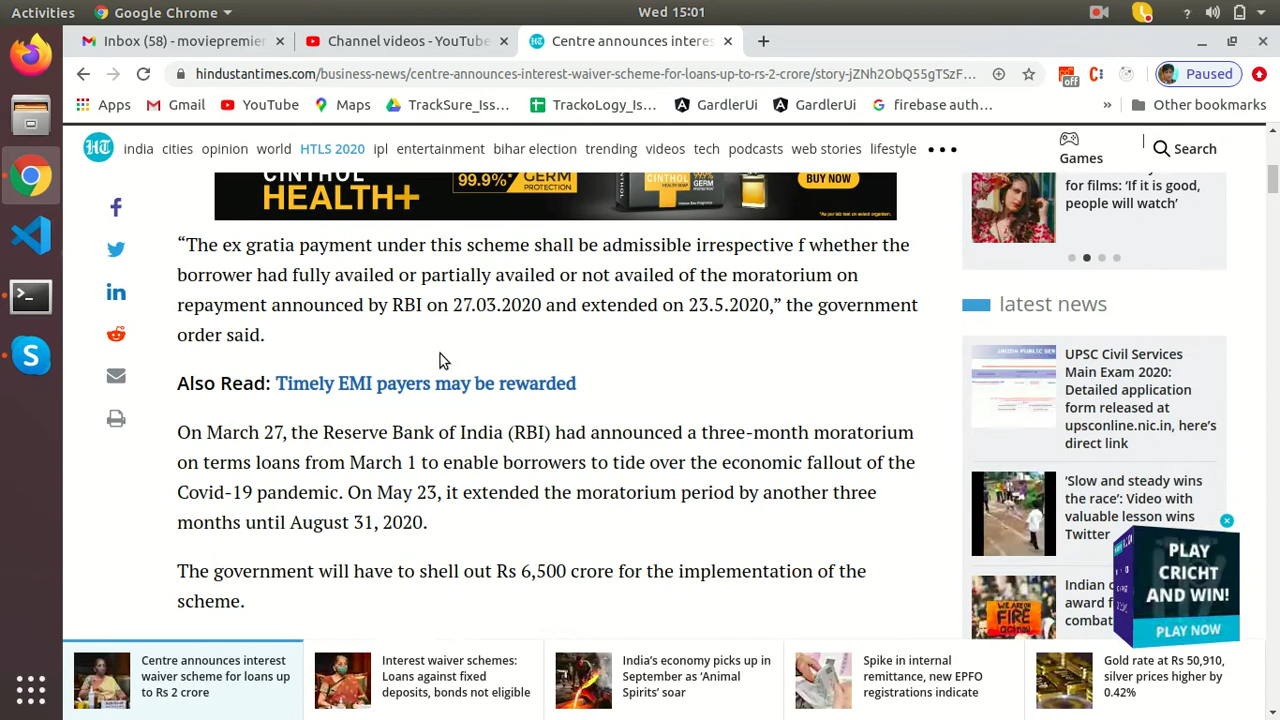 Activities Google Chrome Wed 15:01
Inbox (58) - moviepremier Channel videos - YouTube Centre announces interes
hindustantimes.com/business-news/centre-announces-interest-waiver-scheme-for-loans-up-to-rs-2-crore/story-jZNh2ObQ55gTSzF... off Paused
Apps Gmail YouTube Maps TrackSure_Iss... TrackoLogy_Is... GardlerUi GardlerUi firebase auth... » Other bookmarks
HT india cities opinion world HTLS 2020 ipl entertainment bihar election trending videos tech podcasts web stories lifestyle Games Search
CINTHOL
HEALTH+
99.9%* GERM
PROTECTION
BUY NOW
“The ex gratia payment under this scheme shall be admissible irrespective f whether the
borrower had fully availed or partially availed or not availed of the moratorium on
repayment announced by RBI on 27.03.2020 and extended on 23.5.2020,” the government
order said.
Also Read: Timely EMI payers may be rewarded
On March 27, the Reserve Bank of India (RBI) had announced a three-month moratorium
on terms loans from March 1 to enable borrowers to tide over the economic fallout of the
Covid-19 pandemic. On May 23, it extended the moratorium period by another three
months until August 31, 2020.
The government will have to shell out Rs 6,500 crore for the implementation of the
scheme.
for films: ‘If it is good,
people will watch’
latest news
UPSC Civil Services
Main Exam 2020:
Detailed application
form released at
upsconline.nic.in, here’s
direct link
‘Slow and steady wins
the race’: Video with
valuable lesson wins
Twitter
Indian
award f
combat
WE ARE ON
FIRE
PLAY
CRICHT
AND WIN!
PLAY NOW
Centre announces interest
waiver scheme for loans up
to Rs 2 crore
Interest waiver schemes:
Loans against fixed
deposits, bonds not eligible
India’s economy picks up in
September as ‘Animal
Spirits’ soar
Spike in internal
remittance, new EPFO
registrations indicate
Gold rate at Rs 50,910,
silver prices higher by
0.42%